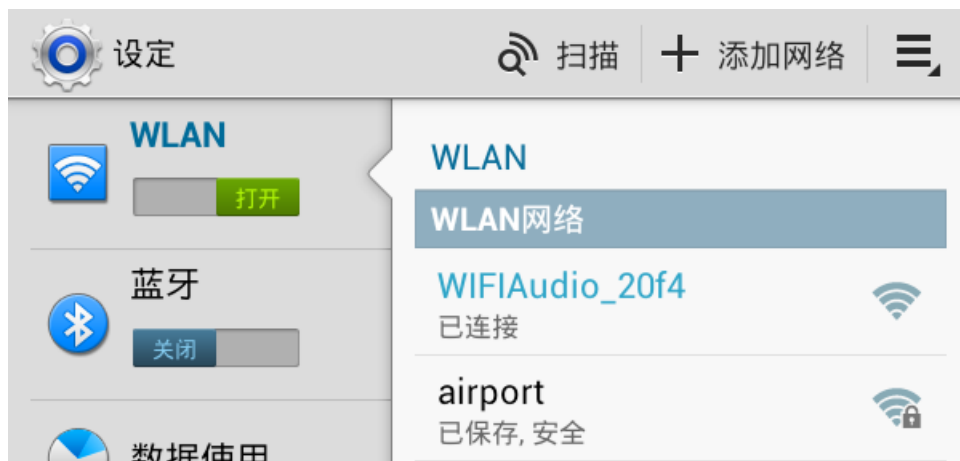 设定 扫描 添加网络
WLAN
打开
蓝牙
关闭
数据使用
WLAN
WLAN网络
WIFIAudio_20f4
已连接
airport
已保存, 安全